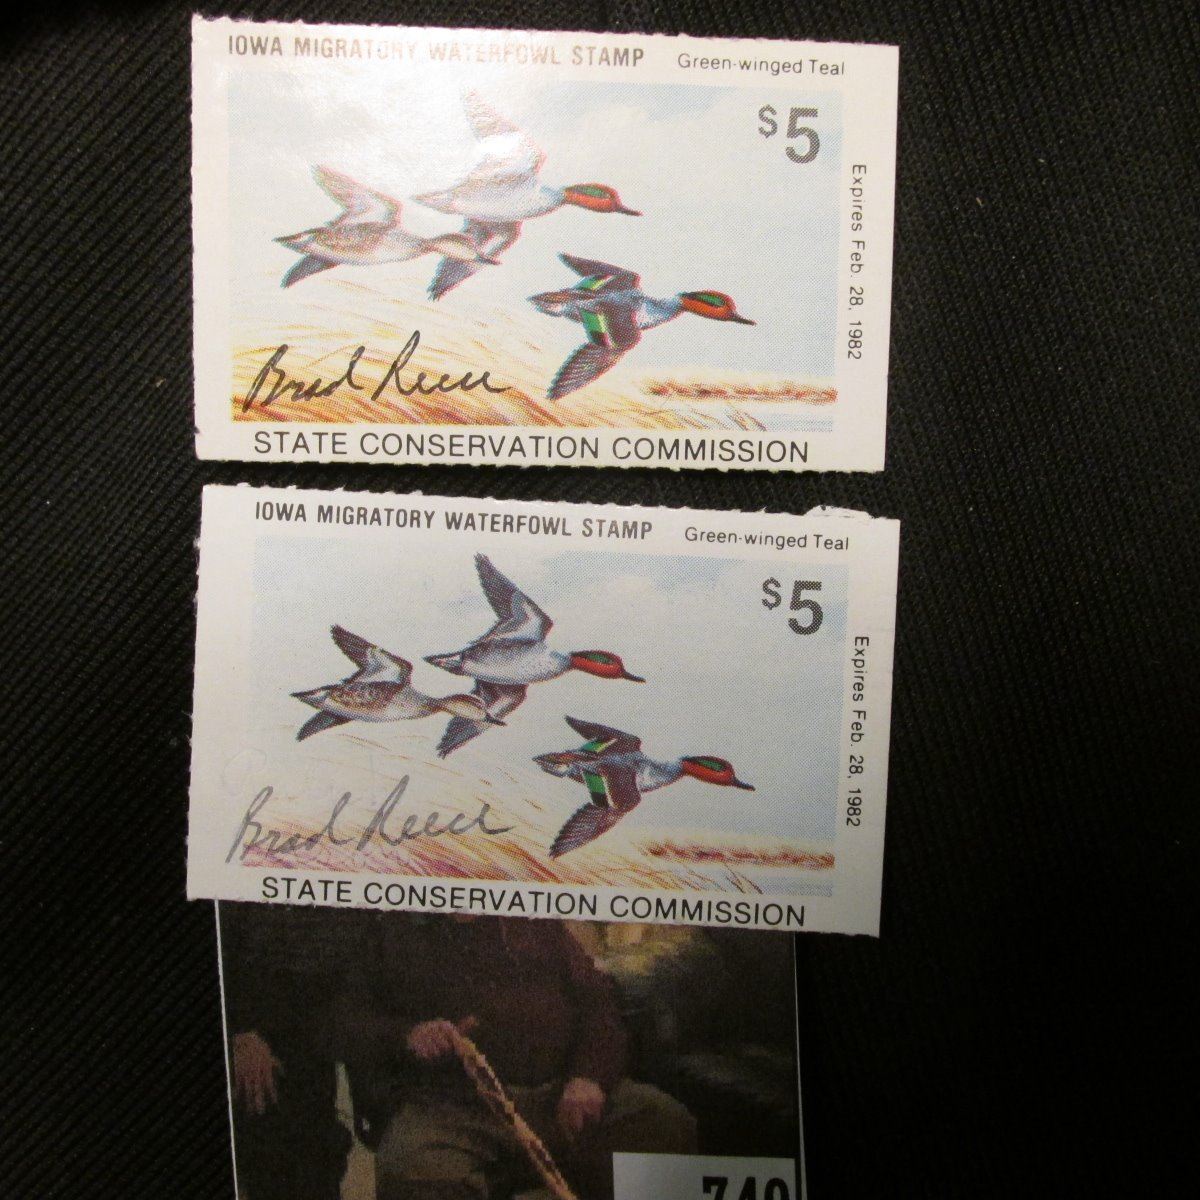 IOWA MIGRATORY WATERFOWL STAMP Green-winged Teal
$5
Expires Feb. 28, 1982
Brad Reece
STATE CONSERVATION COMMISSION
IOWA MIGRATORY WATERFOWL STAMP Green-winged Teal
$5
Expires Feb. 28, 1982
Brad Reece
STATE CONSERVATION COMMISSION
740